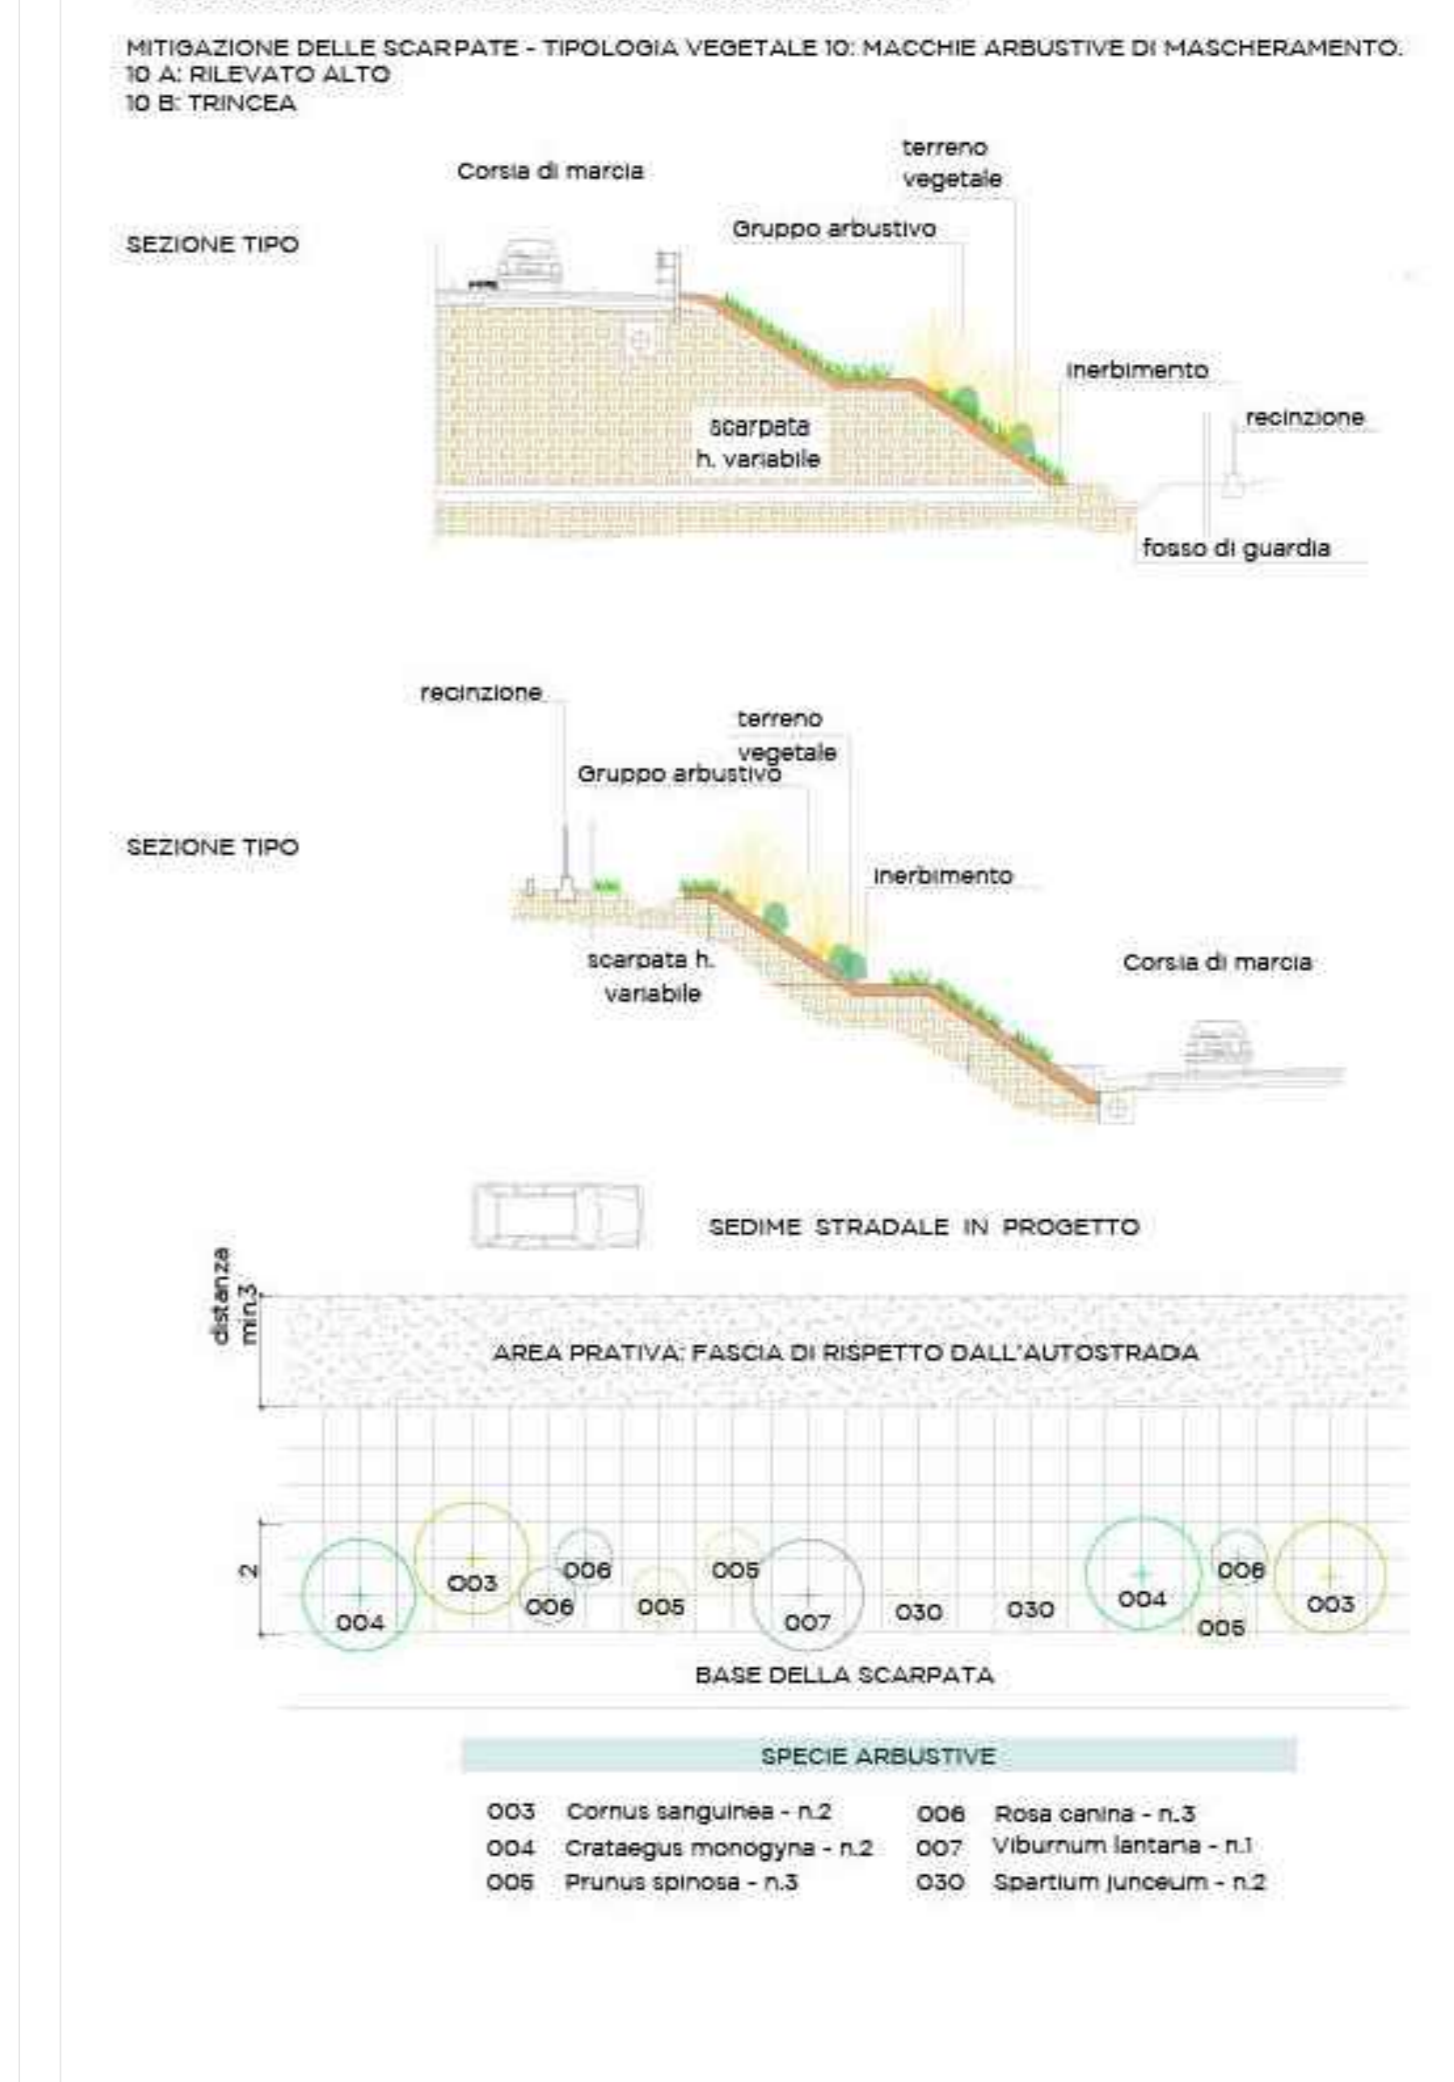 MITIGAZIONE DELLE SCARPATE - TIPOLOGIA VEGETALE 10: MACCHIE ARBUSTIVE DI MASCHERAMENTO.
10 A: RILEVATO ALTO
10 B: TRINCEA
terreno
vegetale
Corsia di marcia
Gruppo arbustivo
SEZIONE TIPO
inerbimento
recinzione
scarpata
h. variabile
fosso di guardia
recinzione
terreno
vegetale
Gruppo arbustivo
SEZIONE TIPO
inerbimento
scarpata h.
variabile
Corsia di marcia
SEDIME STRADALE IN PROGETTO
distanza
min.3
AREA PRATIVA: FASCIA DI RISPETTO DALL'AUTOSTRADA
2
004
003
006
006
005
005
007
030
030
004
006
005
003
BASE DELLA SCARPATA
SPECIE ARBUSTIVE
003 Cornus sanguinea - n.2
004 Crataegus monogyna - n.2
005 Prunus spinosa - n.3
006 Rosa canina - n.3
007 Viburnum lantana - n.1
030 Spartium junceum - n.2